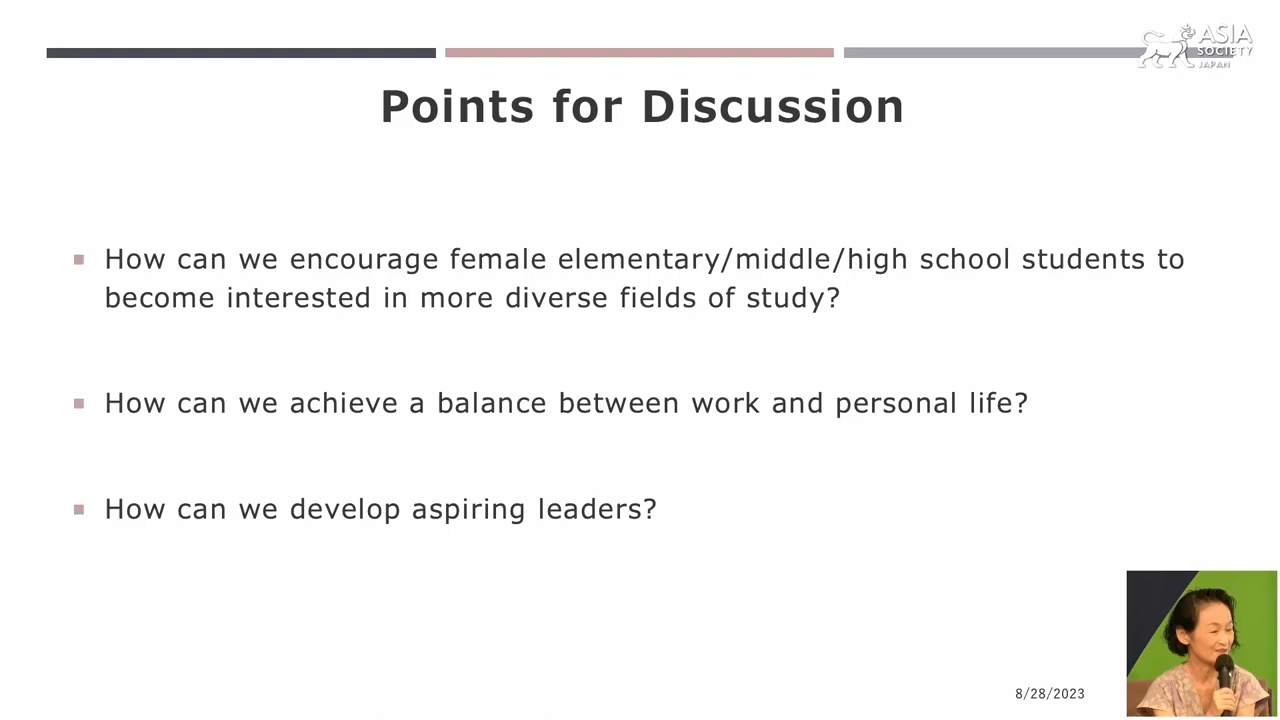 ASIA
SOCIETY
JAPAN
Points for Discussion
How can we encourage female elementary/middle/high school students to
become interested in more diverse fields of study?
How can we achieve a balance between work and personal life?
How can we develop aspiring leaders?
8/28/2023